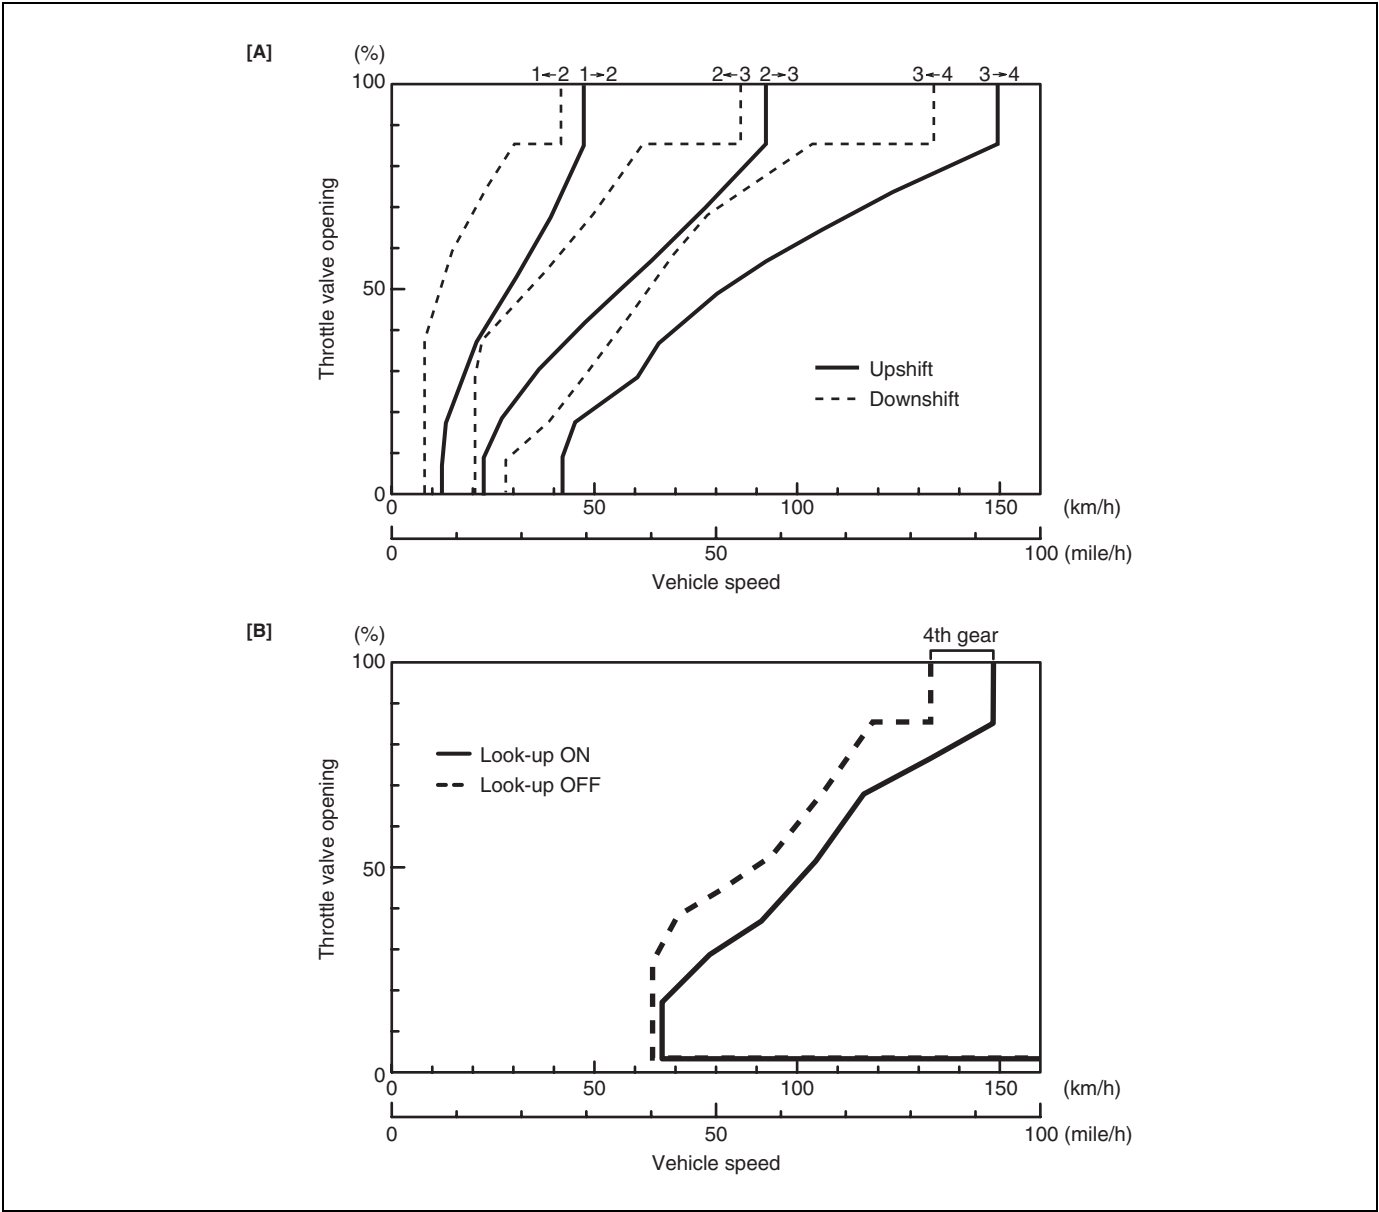 [A]
(%)
1←2 1→2 2←3 2→3 3←4 3→4
100
50
0
Throttle valve opening
Upshift
Downshift
0 50 100 150 (km/h)
0 50 100 (mile/h)
Vehicle speed
[B]
(%)
4th gear
100
50
0
Throttle valve opening
Look-up ON
Look-up OFF
0 50 100 150 (km/h)
0 50 100 (mile/h)
Vehicle speed